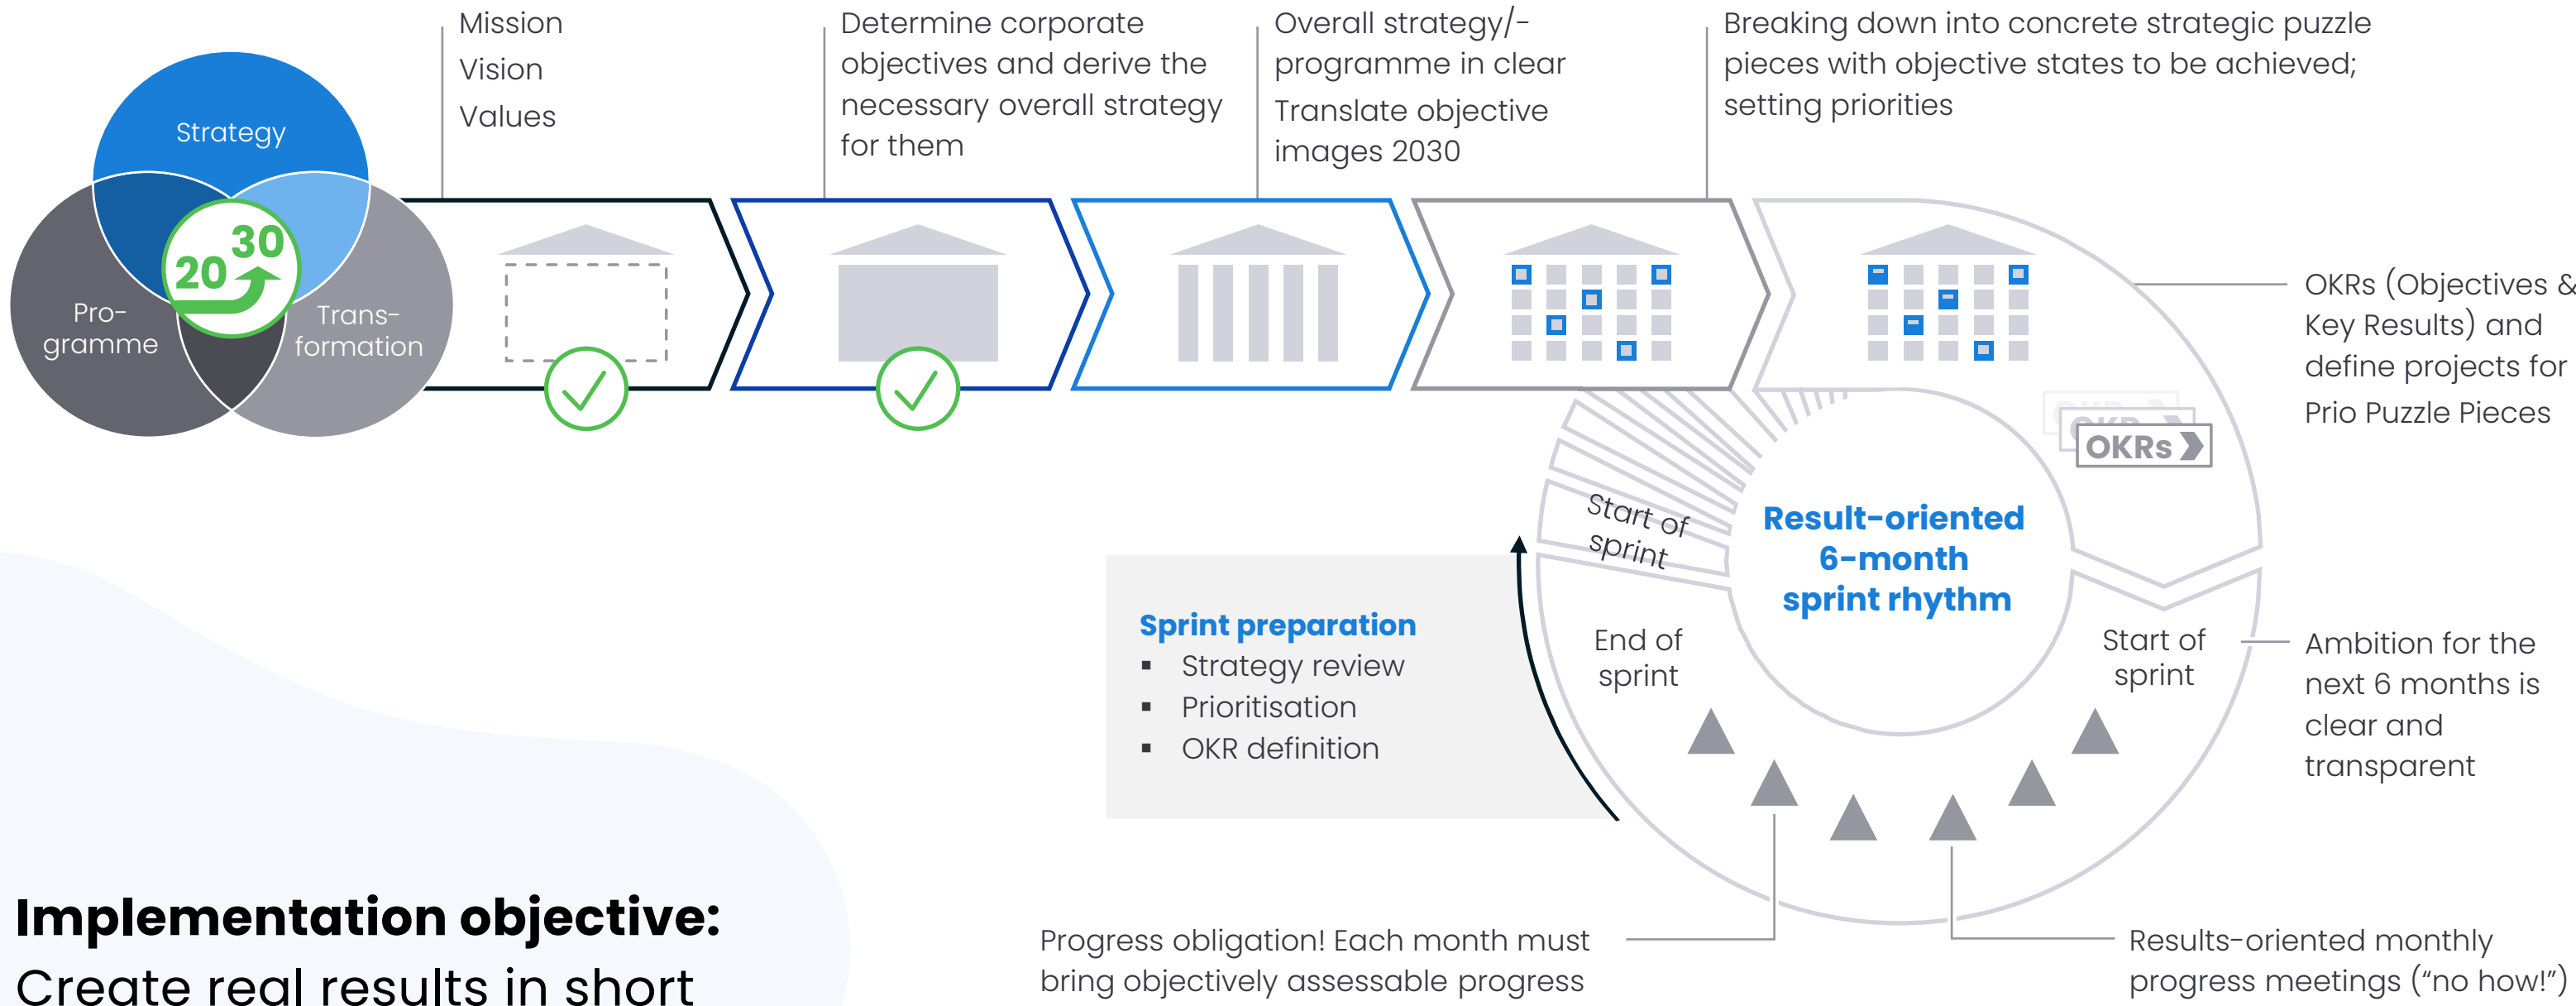 Mission
Vision
Values
Determine corporate
objectives and derive the
necessary overall strategy
for them
Overall strategy/-
programme in clear
Translate objective
images 2030
Breaking down into concrete strategic puzzle
pieces with objective states to be achieved;
setting priorities
Strategy
Pro-
gramme
Trans-
formation
20 30
OKRs (Objectives &
Key Results) and
define projects for
Prio Puzzle Pieces
OKR
OKR
OKRs
Start of
sprint
Result-oriented
6-month
sprint rhythm
Sprint preparation
▪ Strategy review
▪ Prioritisation
▪ OKR definition
End of
sprint
Start of
sprint
Ambition for the
next 6 months is
clear and
transparent
Implementation objective:
Create real results in short
Progress obligation! Each month must
bring objectively assessable progress
Results-oriented monthly
progress meetings (“no how!”)